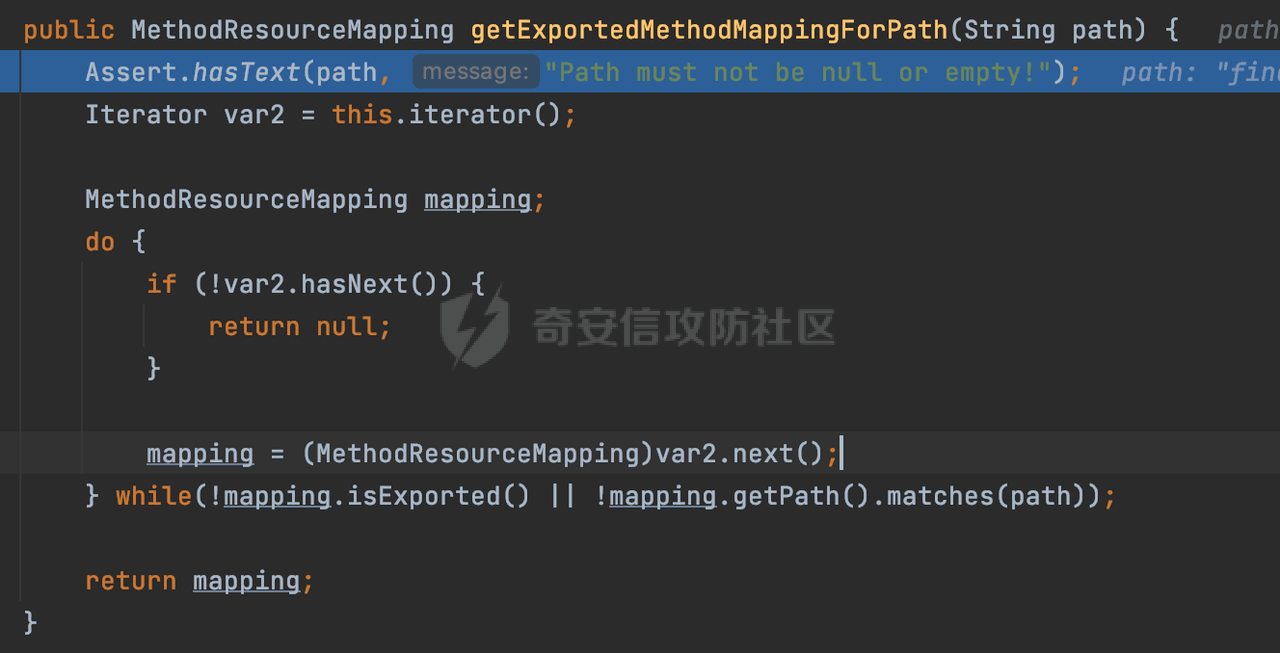 public MethodResourceMapping getExportedMethodMappingForPath(String path) {   path
Assert.hasText(path, message: "Path must not be null or empty!");   path: "find
Iterator var2 = this.iterator();
MethodResourceMapping mapping;
do {
if (!var2.hasNext()) {
return null;
}
奇安信攻防社区
mapping = (MethodResourceMapping)var2.next();
} while(!mapping.isExported() || !mapping.getPath().matches(path));
return mapping;
}